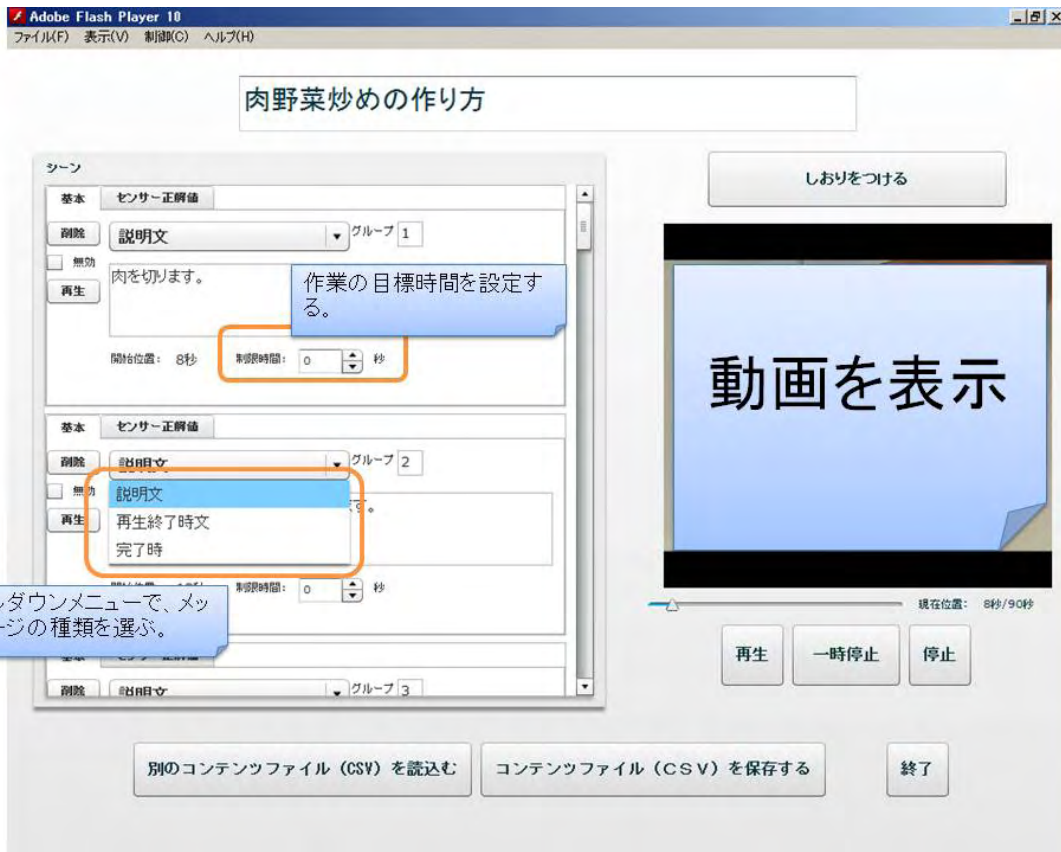 Adobe Flash Player 10
ファイル(F) 表示(V) 制御(C) ヘルプ(H)
肉野菜炒めの作り方
シーン
基本 センサー正解値
削除 説明文 グループ 1
無効
再生
肉を切ります。
作業の目標時間を設定す
る。
開始位置: 8秒 制限時間: 0 秒
基本 センサー正解値
削除 説明文 グループ 2
無効
再生
説明文
再生終了時文
完了時
す。
制限時間: 0 秒
ルダウンメニューで、メッ
ージの種類を選ぶ。
削除 説明文 グループ 3
しおりをつける
動画を表示
現在位置: 8秒/90秒
再生 一時停止 停止
別のコンテンツファイル(CSV)を読込む
コンテンツファイル(CSV)を保存する
終了